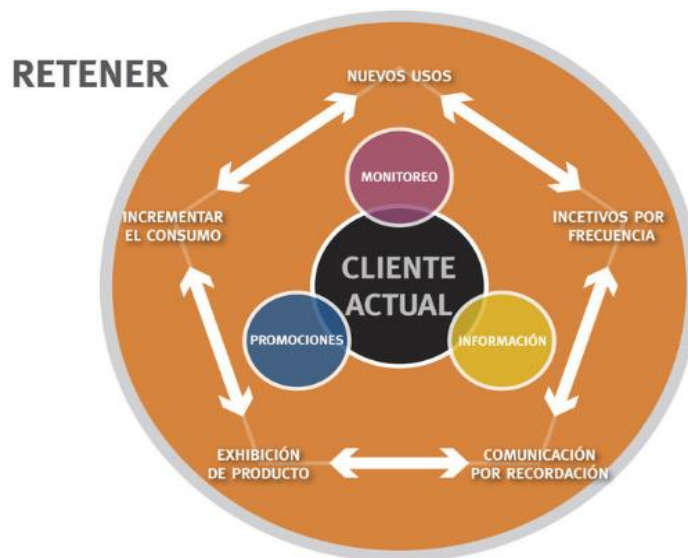 RETENER
NUEVOS USOS
MONITOREO
INCREMENTAR
EL CONSUMO
INCETIVOS POR
FRECUENCIA
CLIENTE
ACTUAL
PROMOCIONES
INFORMACIÓN
EXHIBICIÓN
DE PRODUCTO
COMUNICACIÓN
POR RECORDACIÓN